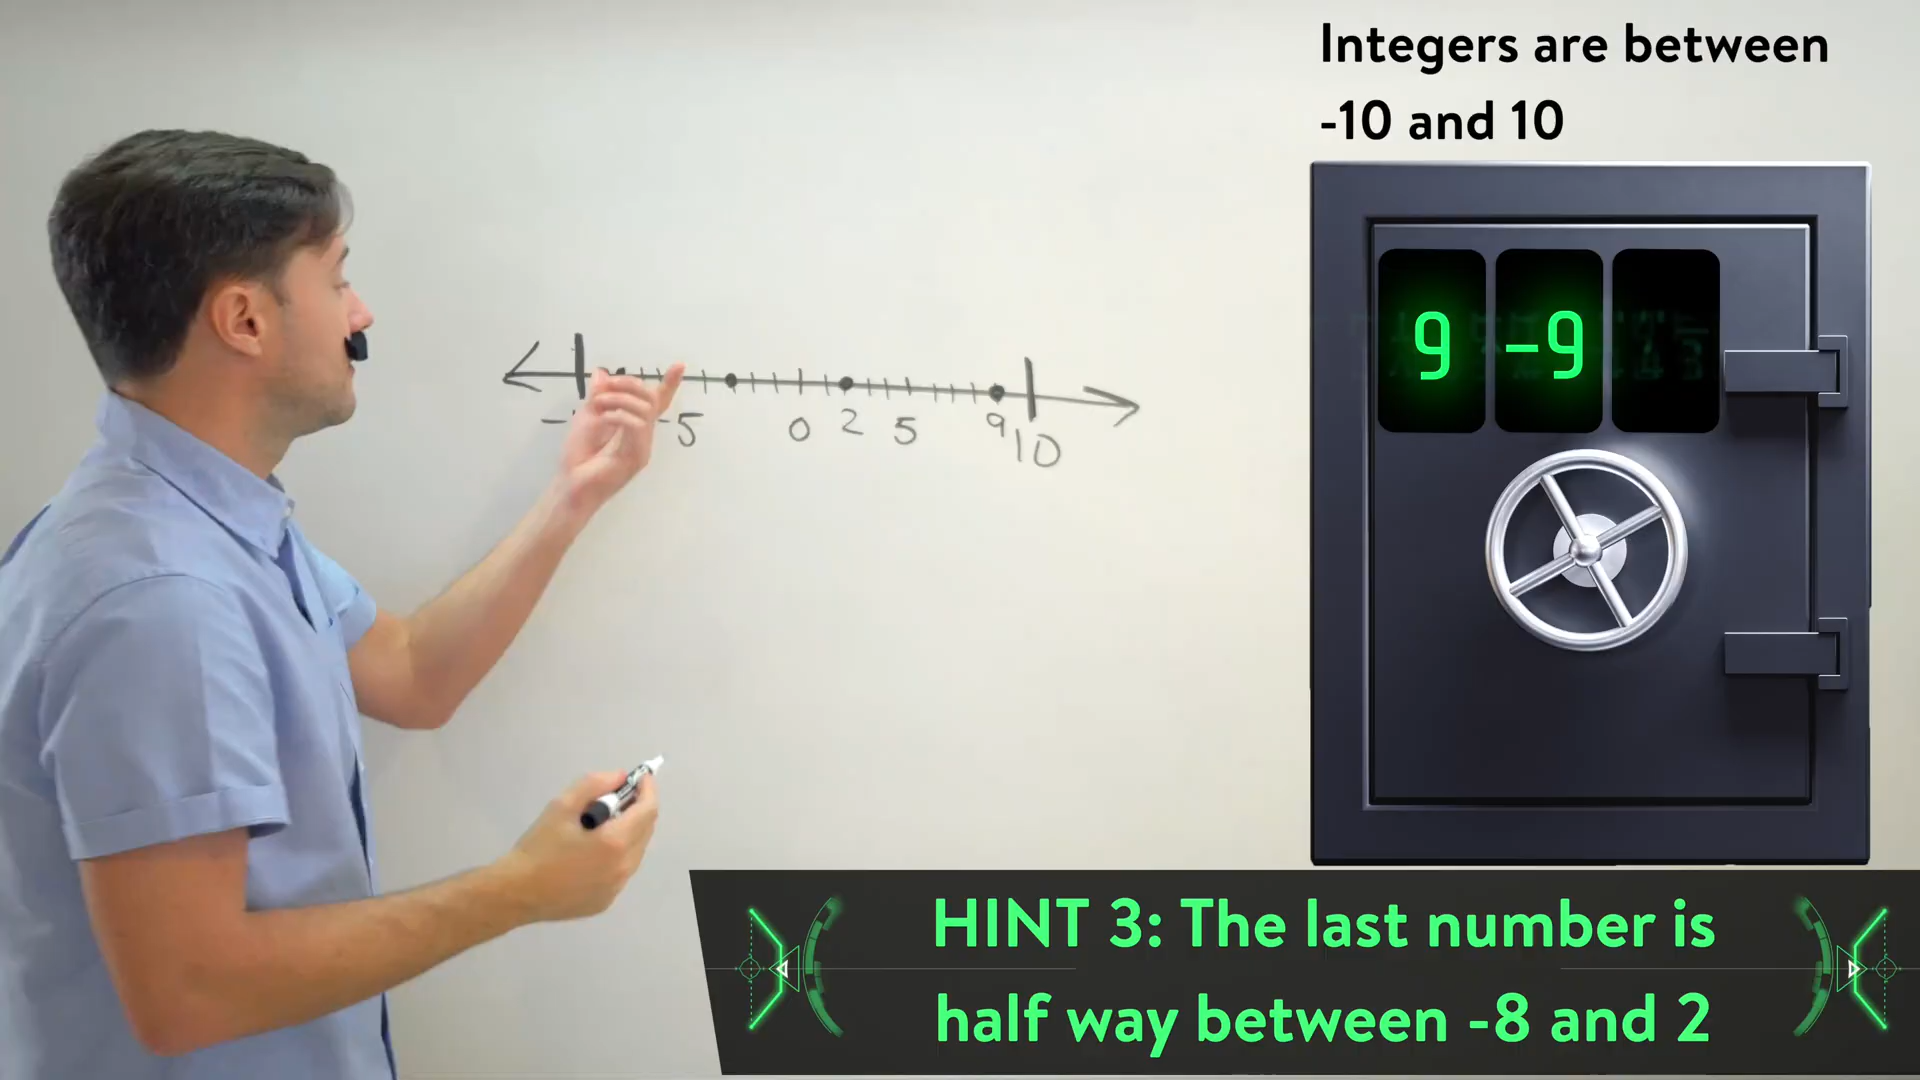 Integers are between
-10 and 10
9 -9
-5 0 2 5 9 10
HINT 3: The last number is
half way between -8 and 2